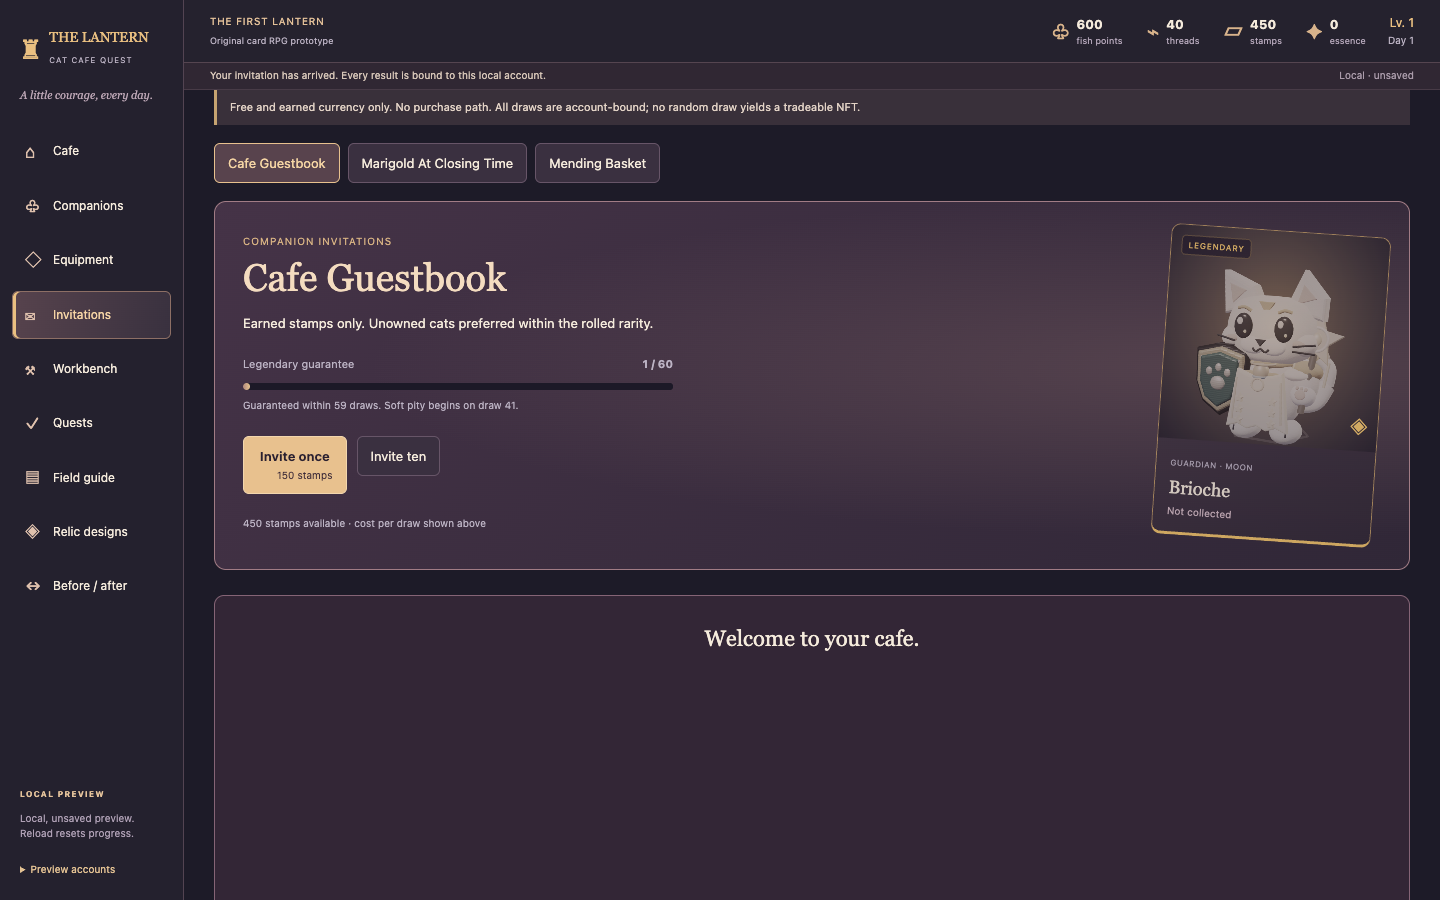 THE LANTERN
CAT CAFE QUEST
A little courage, every day.
Cafe
Companions
Equipment
Invitations
Workbench
Quests
Field guide
Relic designs
Before / after
LOCAL PREVIEW
Local, unsaved preview.
Reload resets progress.
Preview accounts
THE FIRST LANTERN
Original card RPG prototype
600
fish points
40
threads
450
stamps
0
essence
Lv. 1
Day 1
Your invitation has arrived. Every result is bound to this local account.
Local · unsaved
Free and earned currency only. No purchase path. All draws are account-bound; no random draw yields a tradeable NFT.
Cafe Guestbook
Marigold At Closing Time
Mending Basket
COMPANION INVITATIONS
Cafe Guestbook
Earned stamps only. Unowned cats preferred within the rolled rarity.
Legendary guarantee
1 / 60
Guaranteed within 59 draws. Soft pity begins on draw 41.
Invite once
150 stamps
Invite ten
450 stamps available · cost per draw shown above
LEGENDARY
GUARDIAN · MOON
Brioche
Not collected
Welcome to your cafe.